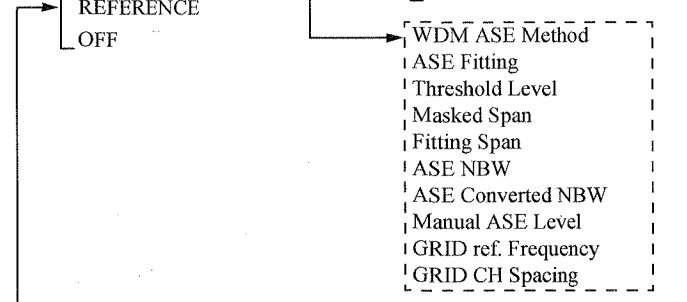 REFERENCE
OFF
WDM ASE Method
ASE Fitting
Threshold Level
Masked Span
Fitting Span
ASE NBW
ASE Converted NBW
Manual ASE Level
GRID ref. Frequency
GRID CH Spacing